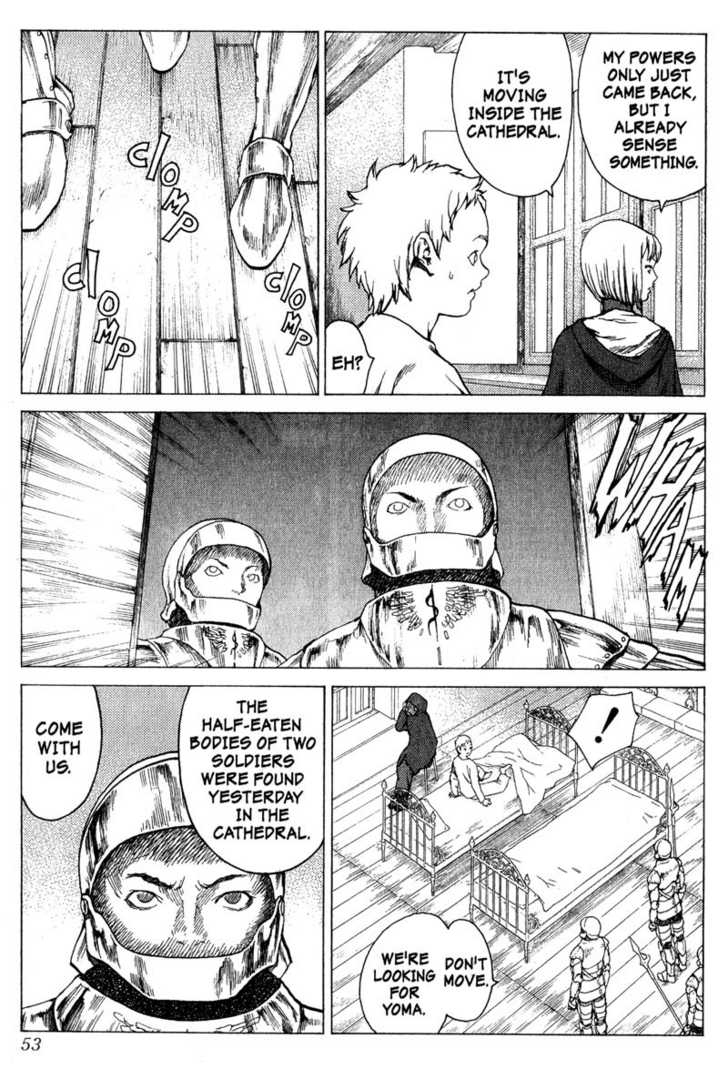 MY POWERS
ONLY JUST
CAME BACK,
BUT I
ALREADY
SENSE
SOMETHING.
IT'S
MOVING
INSIDE THE
CATHEDRAL.
EH?
CLOMP
CLOMP
CLOMP
WHAM
!
DON'T
MOVE.
WE'RE
LOOKING
FOR
YOMA.
THE
HALF-EATEN
BODIES OF TWO
SOLDIERS
WERE FOUND
YESTERDAY
IN THE
CATHEDRAL.
COME
WITH
US.
53